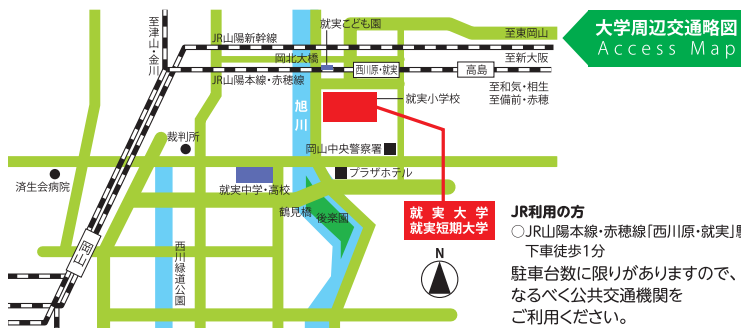 大学周辺交通略図
Access Map
至津山・金川
JR山陽新幹線
就実こども園
至東岡山
岡北大橋
至新大阪
西川原・就実
高島
JR山陽本線・赤穂線
至和気・相生
至備前・赤穂
就実小学校
旭川
裁判所
岡山中央警察署
プラザホテル
済生会病院
就実中学・高校
鶴見橋
後楽園
就実大学
就実短期大学
岡山
西川緑道公園
N
JR利用の方
○JR山陽本線・赤穂線「西川原・就実」駅
下車徒歩1分
駐車台数に限りがありますので、
なるべく公共交通機関を
ご利用ください。